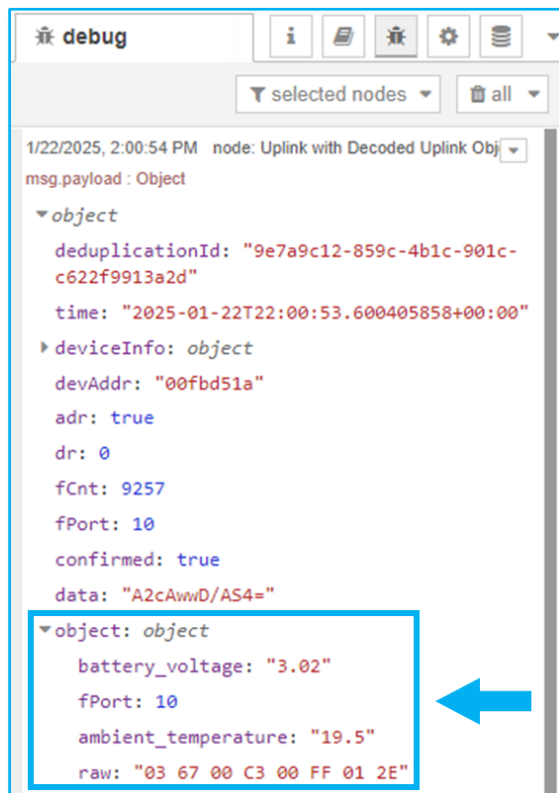 debug
i
selected nodes
all
1/22/2025, 2:00:54 PM node: Uplink with Decoded Uplink Obj
msg.payload : Object
object
deduplicationId: "9e7a9c12-859c-4b1c-901c-
c622f9913a2d"
time: "2025-01-22T22:00:53.600405858+00:00"
deviceInfo: object
devAddr: "00fbd51a"
adr: true
dr: 0
fCnt: 9257
fPort: 10
confirmed: true
data: "A2cAwwD/AS4="
object: object
battery_voltage: "3.02"
fPort: 10
ambient_temperature: "19.5"
raw: "03 67 00 C3 00 FF 01 2E"